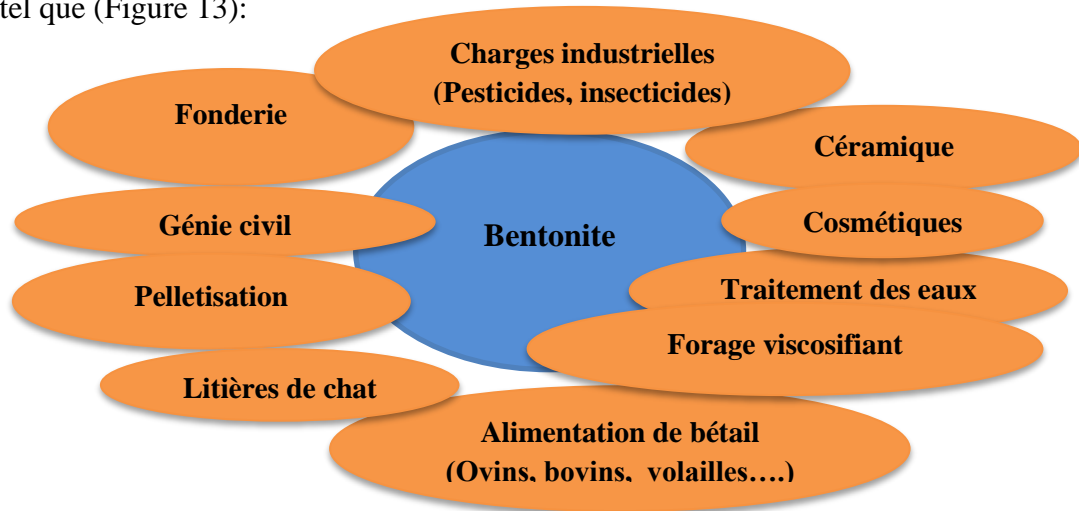 tel que (Figure 13):
Charges industrielles
(Pesticides, insecticides)
Fonderie
Céramique
Génie civil
Bentonite
Cosmétiques
Pelletisation
Traitement des eaux
Forage viscosifiant
Litières de chat
Alimentation de bétail
(Ovins, bovins, volailles….)